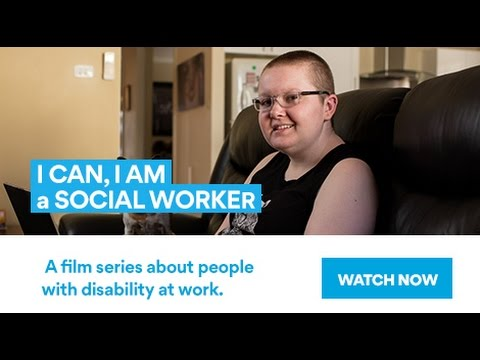 I CAN, I AM
a SOCIAL WORKER
A film series about people
with disability at work.
WATCH NOW